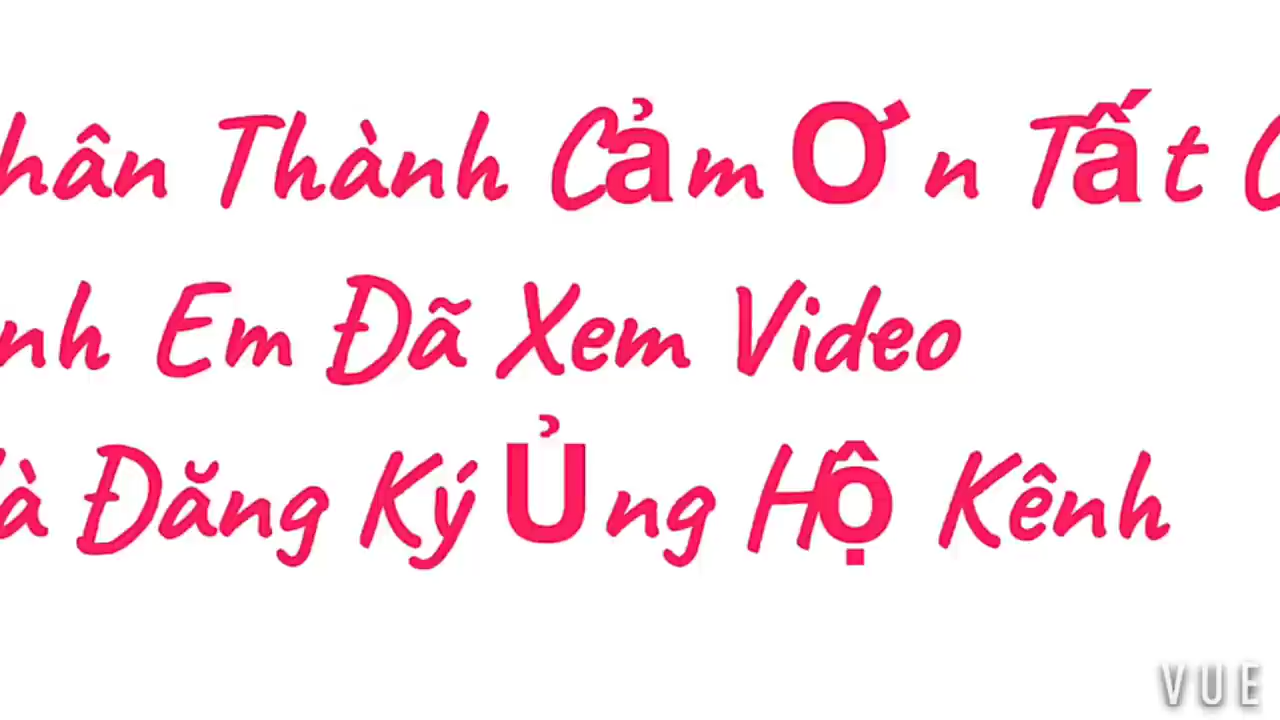 hân Thành Cảm Ơn Tất C
nh Em Đã Xem Video
à Đăng Ký Ủng Hộ Kênh
VUE